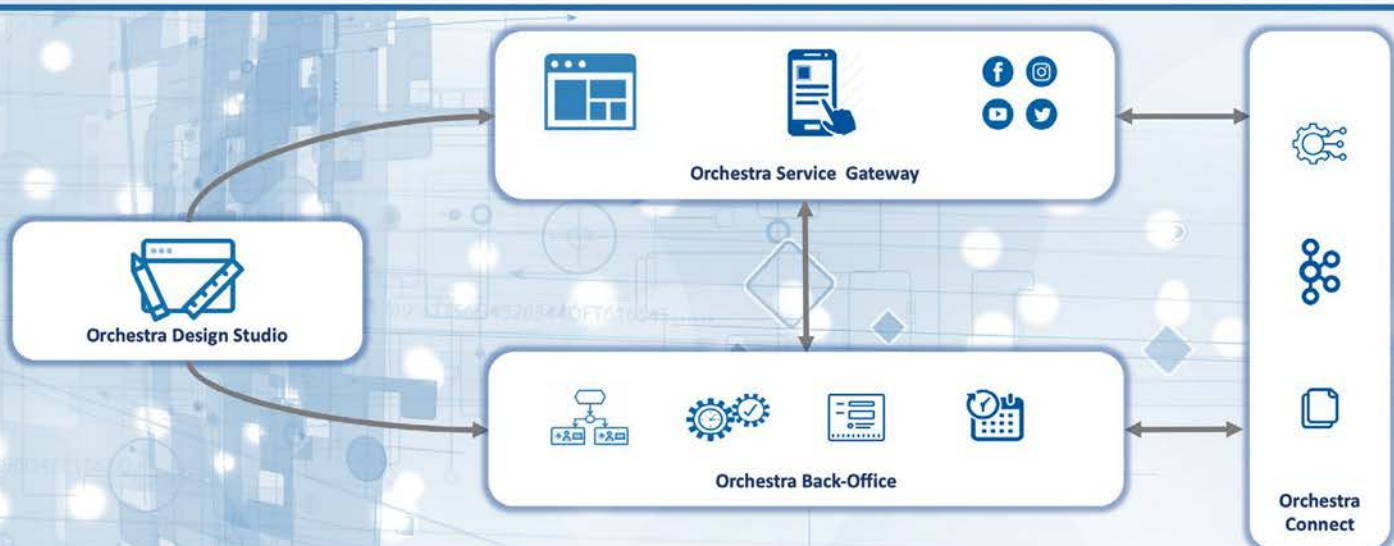 Orchestra Service Gateway
Orchestra Design Studio
Orchestra Back-Office
Orchestra
Connect